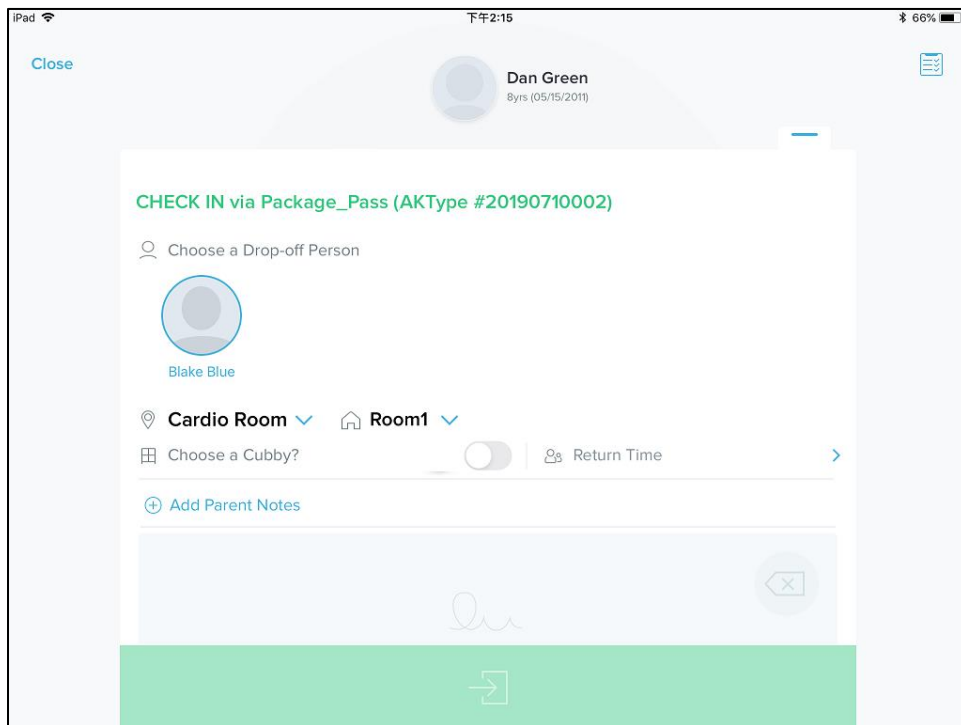 iPad 下午2:15 66%
Close
Dan Green
8yrs (05/15/2011)
CHECK IN via Package_Pass (AKType #20190710002)
Choose a Drop-off Person
Blake Blue
Cardio Room Room1
Choose a Cubby? Return Time
Add Parent Notes